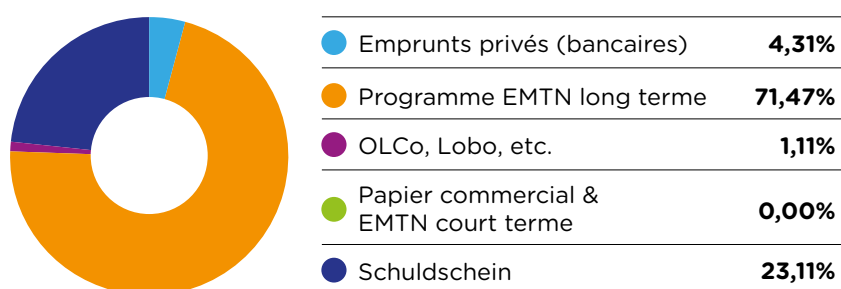 Emprunts privés (bancaires) 4,31%
Programme EMTN long terme 71,47%
OLCo, Lobo, etc. 1,11%
Papier commercial &
EMTN court terme 0,00%
Schuldschein 23,11%